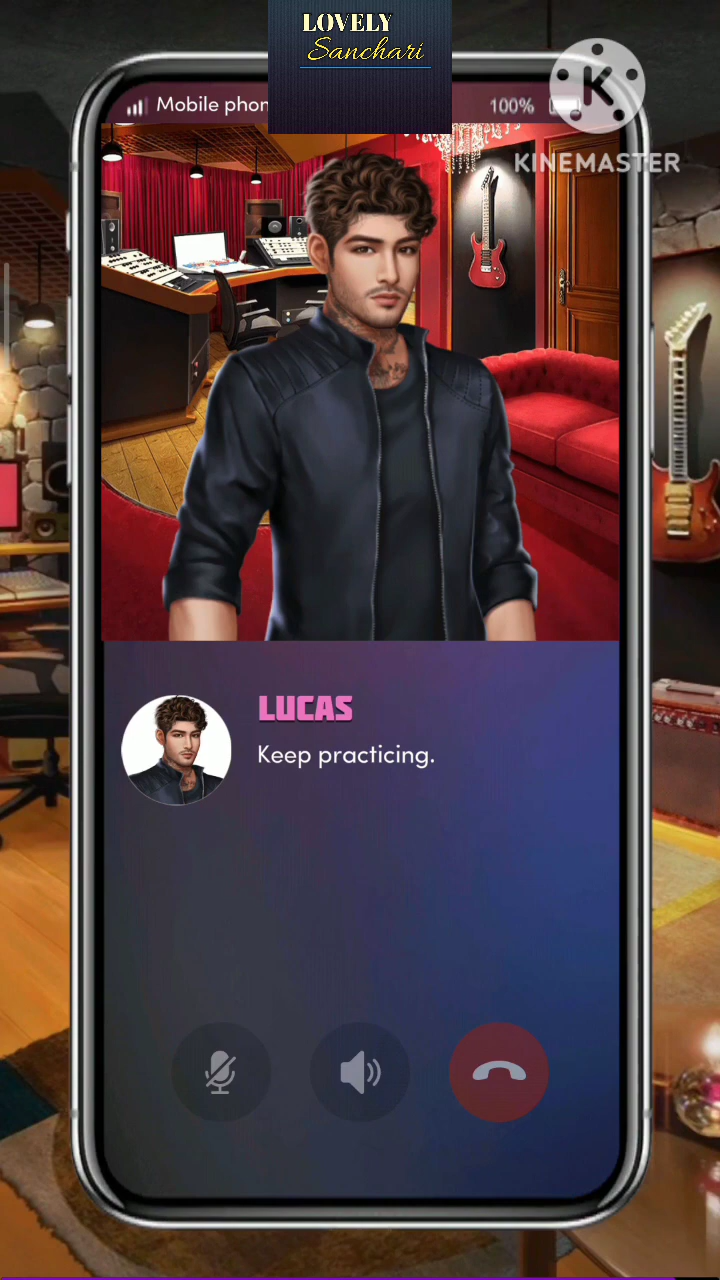 LOVELY
Sanchari
Mobile phon
100%
K
KINEMASTER
LUCAS
Keep practicing.